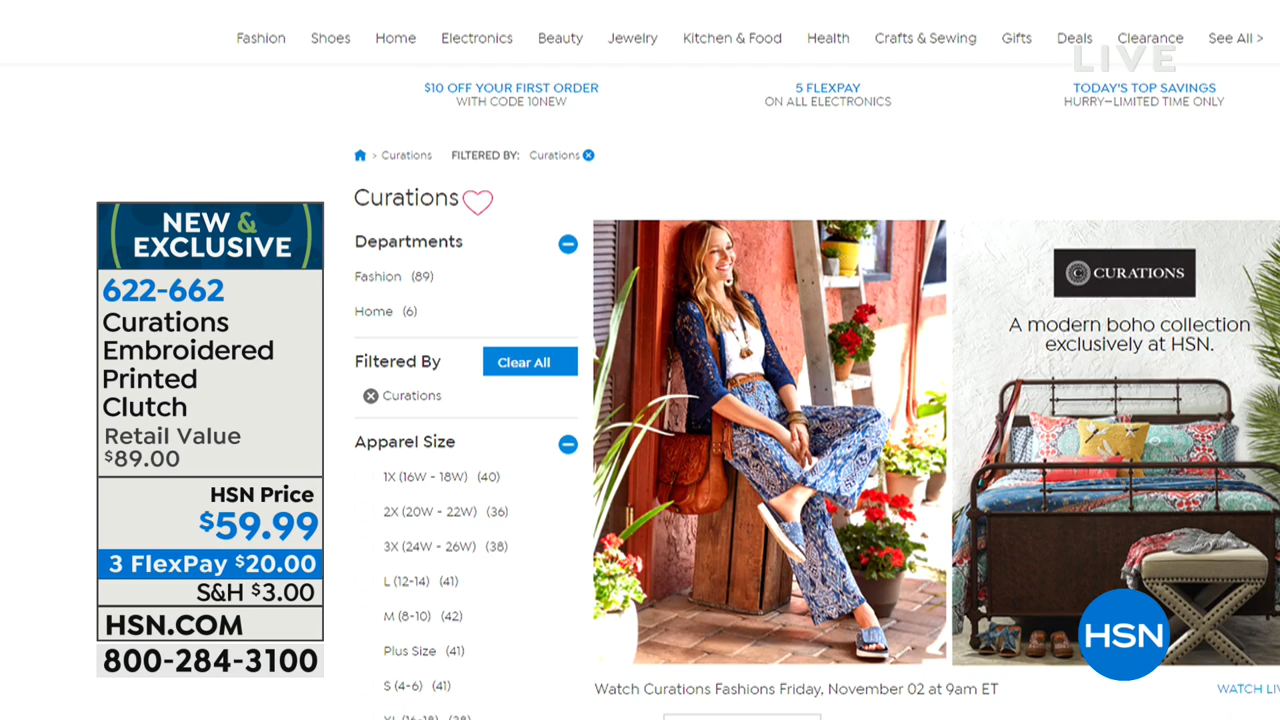 Fashion Shoes Home Electronics Beauty Jewelry Kitchen & Food Health Crafts & Sewing Gifts Deals Clearance See All >
LIVE
$10 OFF YOUR FIRST ORDER
WITH CODE 10NEW
5 FLEXPAY
ON ALL ELECTRONICS
TODAY'S TOP SAVINGS
HURRY–LIMITED TIME ONLY
> Curations FILTERED BY: Curations
Curations
Departments
Fashion (89)
Home (6)
Filtered By Clear All
Curations
Apparel Size
1X (16W - 18W) (40)
2X (20W - 22W) (36)
3X (24W - 26W) (38)
L (12-14) (41)
M (8-10) (42)
Plus Size (41)
S (4-6) (41)
XL (16-18) (38)
NEW &
EXCLUSIVE
622-662
Curations
Embroidered
Printed
Clutch
Retail Value
$89.00
HSN Price
$59.99
3 FlexPay $20.00
S&H $3.00
HSN.COM
800-284-3100
C CURATIONS
A modern boho collection
exclusively at HSN.
HSN
Watch Curations Fashions Friday, November 02 at 9am ET
WATCH LIV